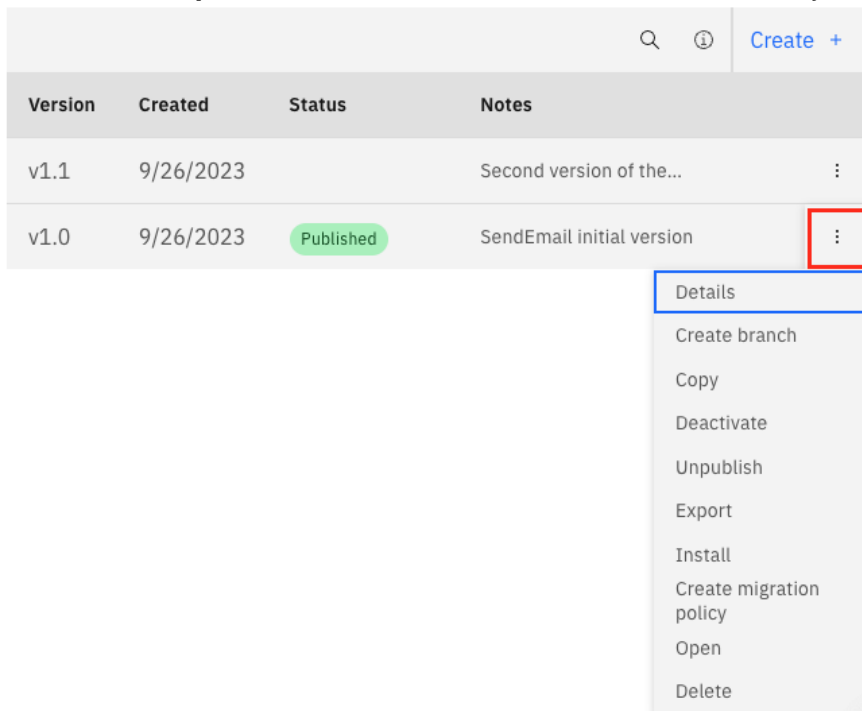 Create +
Version Created Status Notes
v1.1 9/26/2023 Second version of the...
v1.0 9/26/2023 Published SendEmail initial version
Details
Create branch
Copy
Deactivate
Unpublish
Export
Install
Create migration
policy
Open
Delete